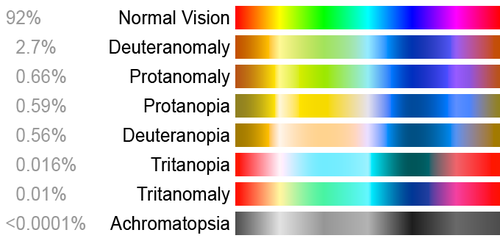 92% Normal Vision
2.7% Deuteranomaly
0.66% Protanomaly
0.59% Protanopia
0.56% Deuteranopia
0.016% Tritanopia
0.01% Tritanomaly
<0.0001% Achromatopsia